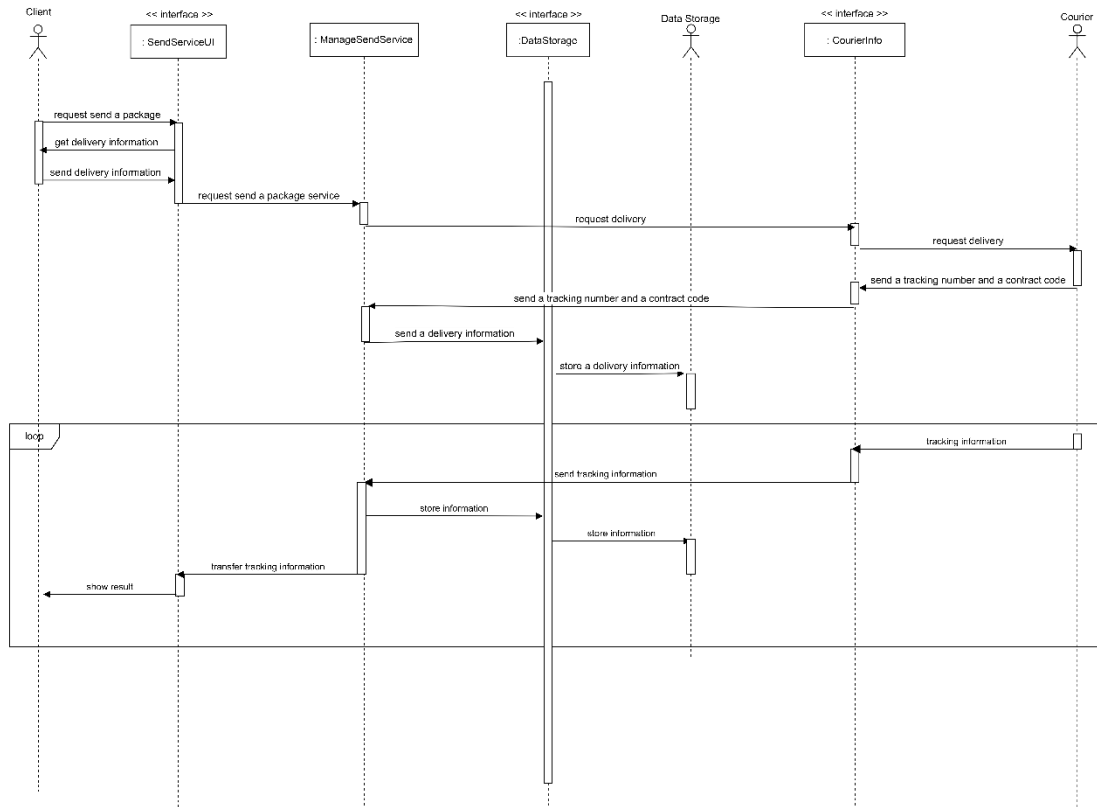 Client
<< interface >>
: SendServiceUI
: ManageSendService
<< interface >>
:DataStorage
Data Storage
<< interface >>
: CourierInfo
Courier
request send a package
get delivery information
send delivery information
request send a package service
request delivery
request delivery
send a tracking number and a contract code
send a tracking number and a contract code
send a delivery information
store a delivery information
loop
tracking information
send tracking information
store information
store information
transfer tracking information
show result